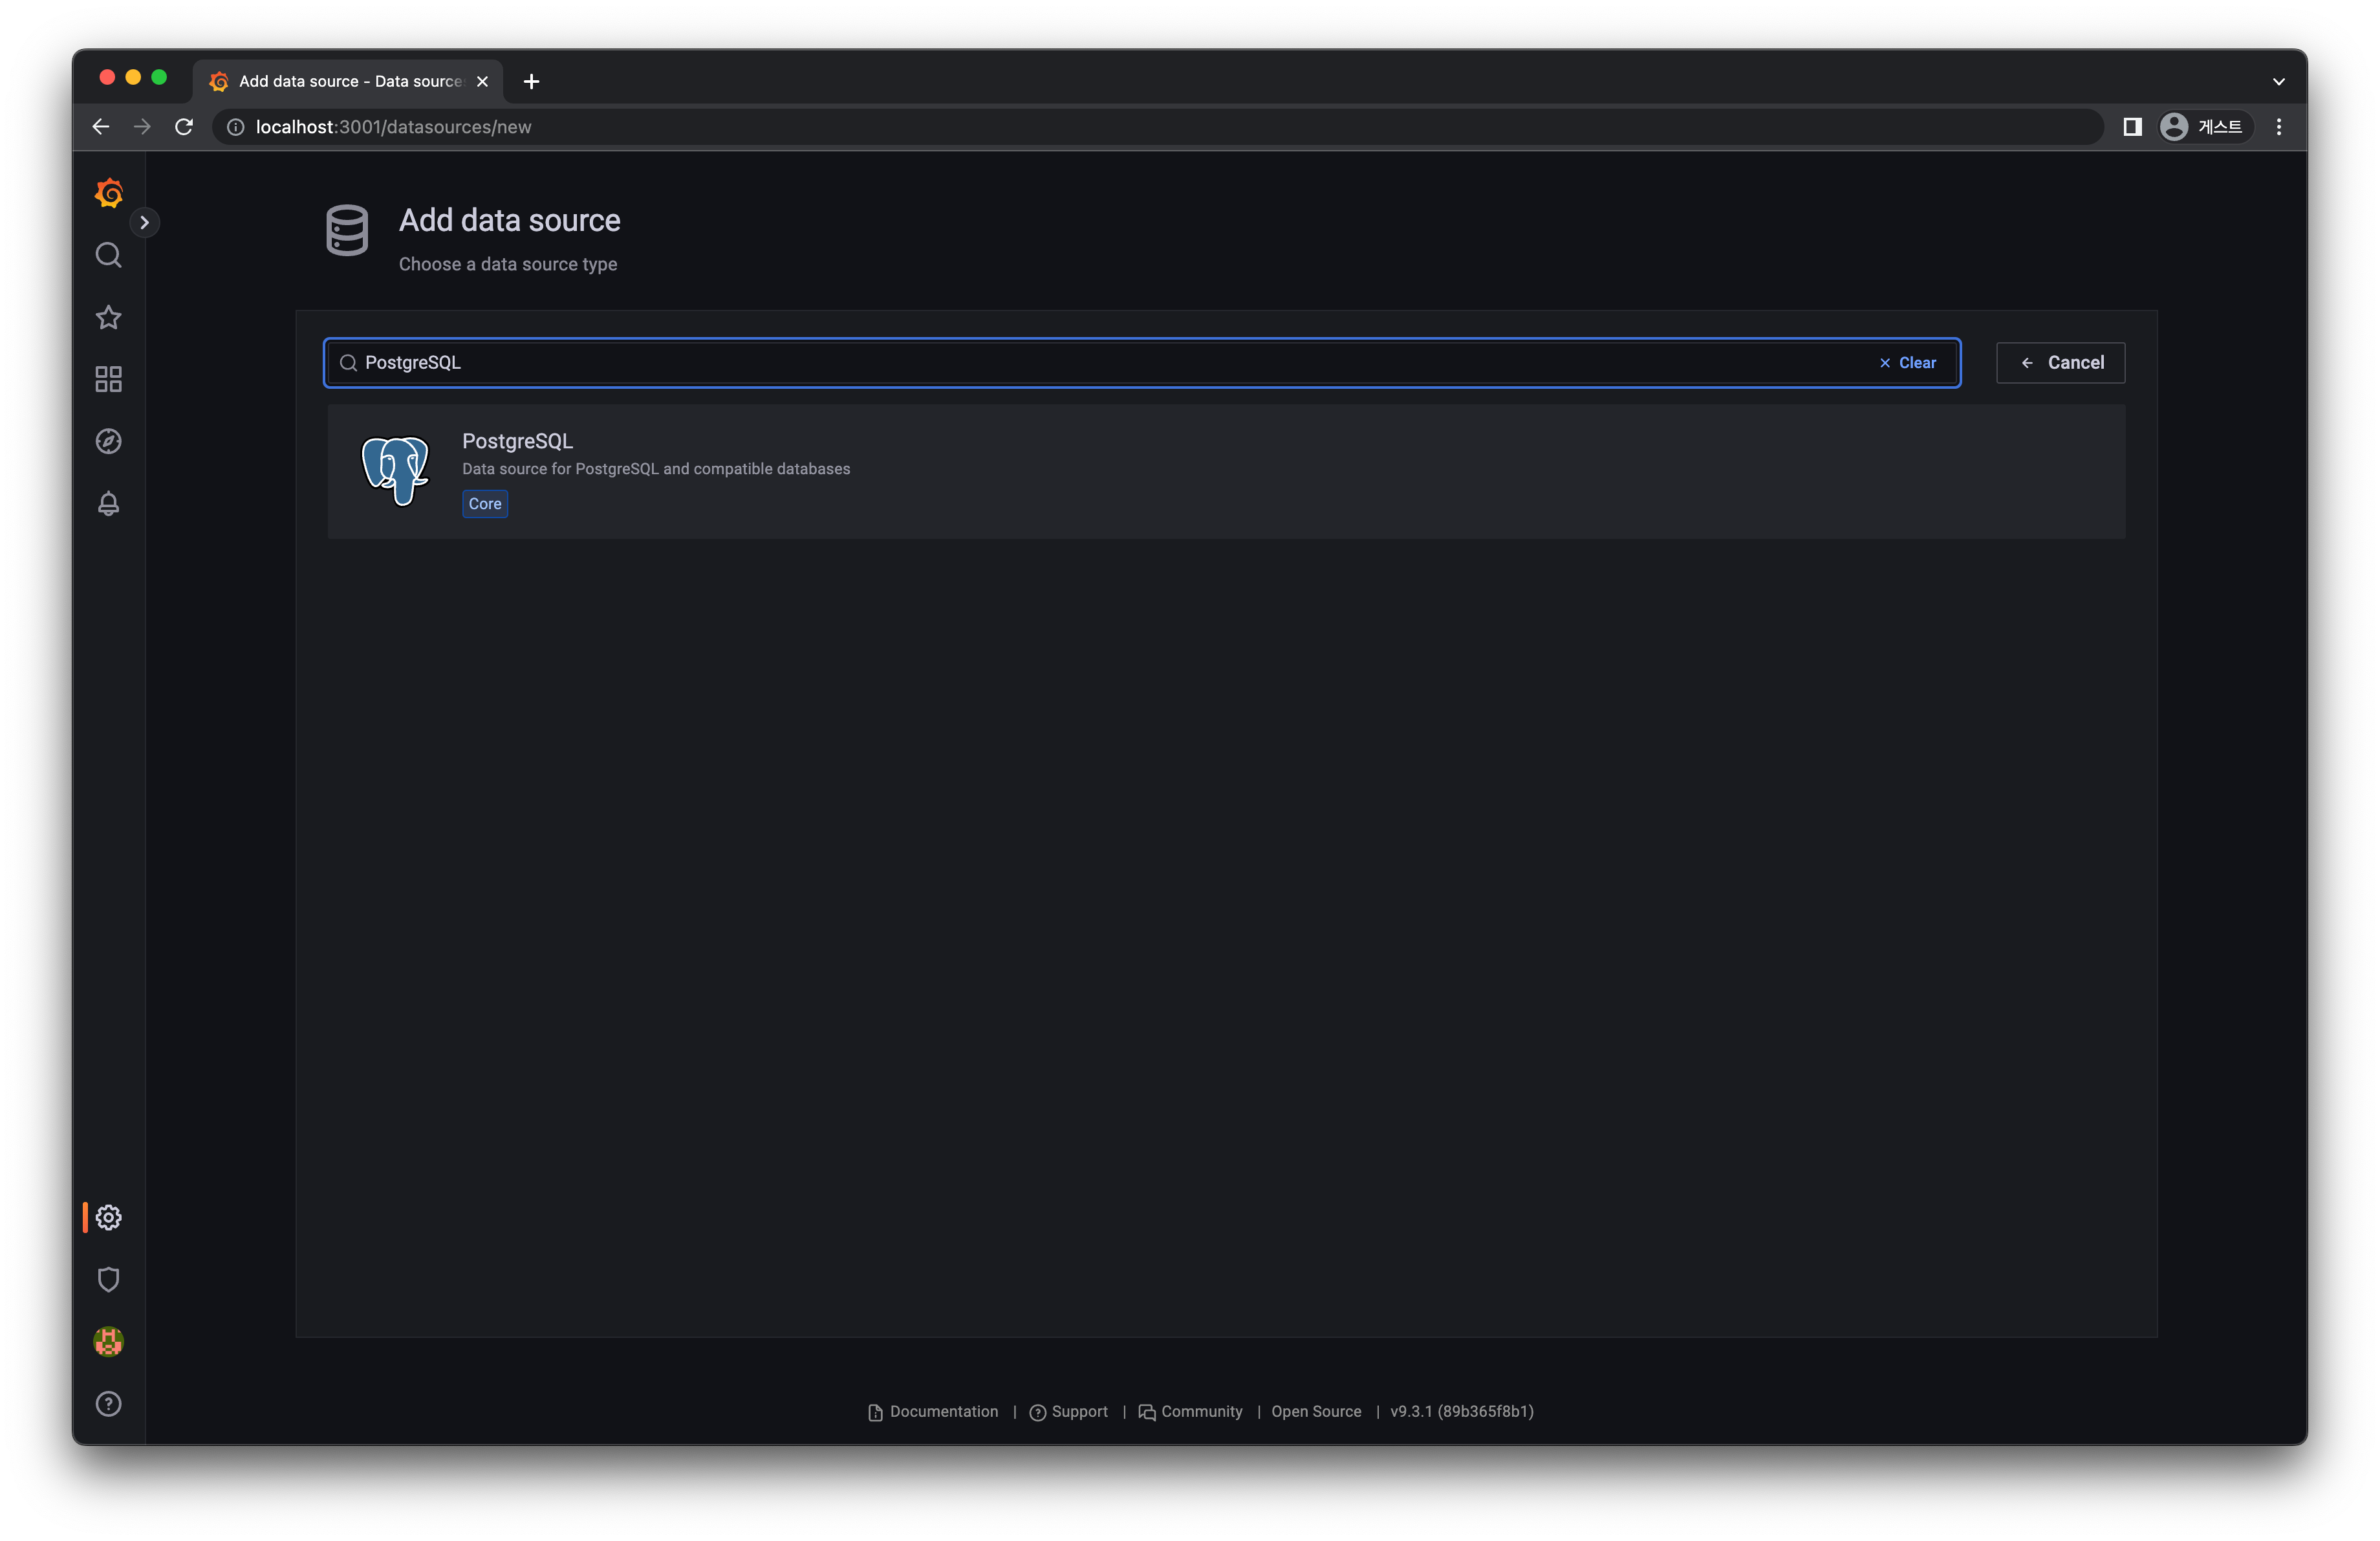 Add data source - Data source
localhost:3001/datasources/new
게스트
Add data source
Choose a data source type
PostgreSQL
Clear
Cancel
PostgreSQL
Data source for PostgreSQL and compatible databases
Core
Documentation | Support | Community | Open Source | v9.3.1 (89b365f8b1)